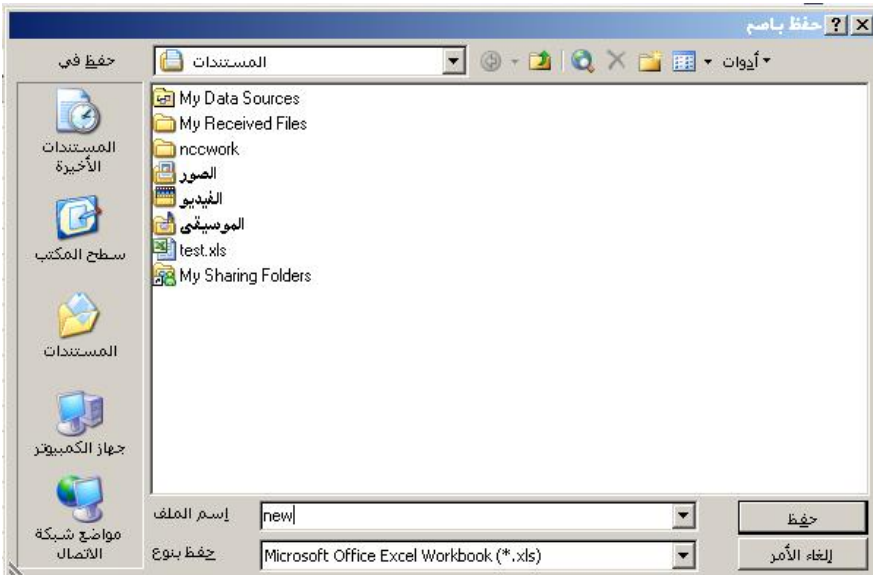 حفظ باسم
حفظ في
المستندات
أدوات
My Data Sources
My Received Files
nccwork
الصور
الفيديو
الموسيقى
test.xls
My Sharing Folders
المستندات
الأخيرة
سطح المكتب
المستندات
جهاز الكمبيوتر
مواضع شبكة
الاتصال
إسم الملف
new
حفظ
حفظ بنوع
Microsoft Office Excel Workbook (*.xls)
إلغاء الأمر